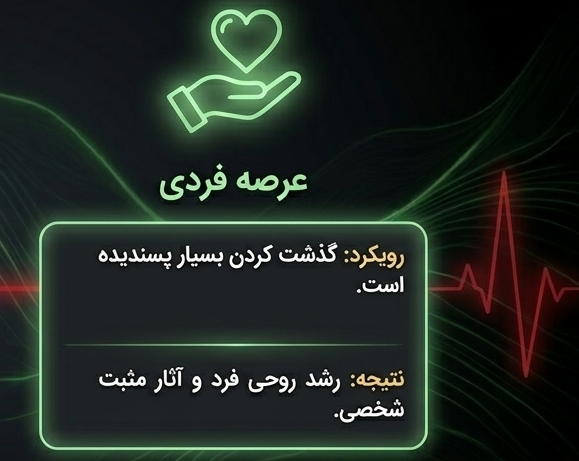 عرصه فردی
رویکرد: گذشت کردن بسیار پسندیده
است.
نتیجه: رشد روحی فرد و آثار مثبت
شخصی.